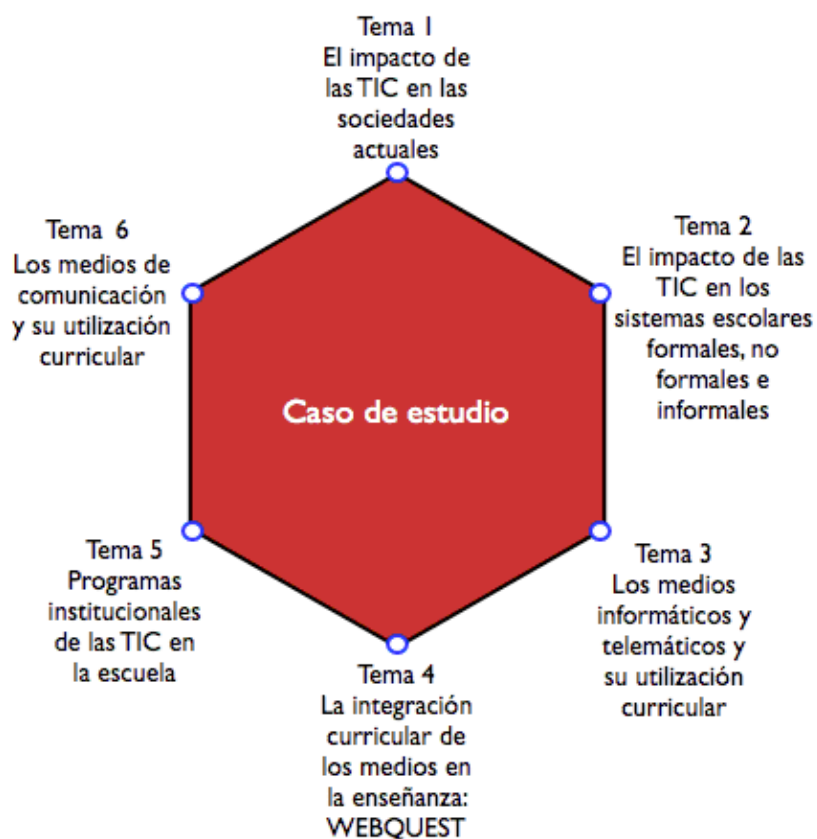 Tema 1
El impacto de
las TIC en las
sociedades
actuales
Tema 2
El impacto de las
TIC en los
sistemas escolares
formales, no
formales e
informales
Tema 6
Los medios de
comunicación
y su utilización
curricular
Caso de estudio
Tema 3
Los medios
informáticos y
telemáticos y
su utilización
curricular
Tema 5
Programas
institucionales
de las TIC en
la escuela
Tema 4
La integración
curricular de
los medios en
la enseñanza:
WEBQUEST